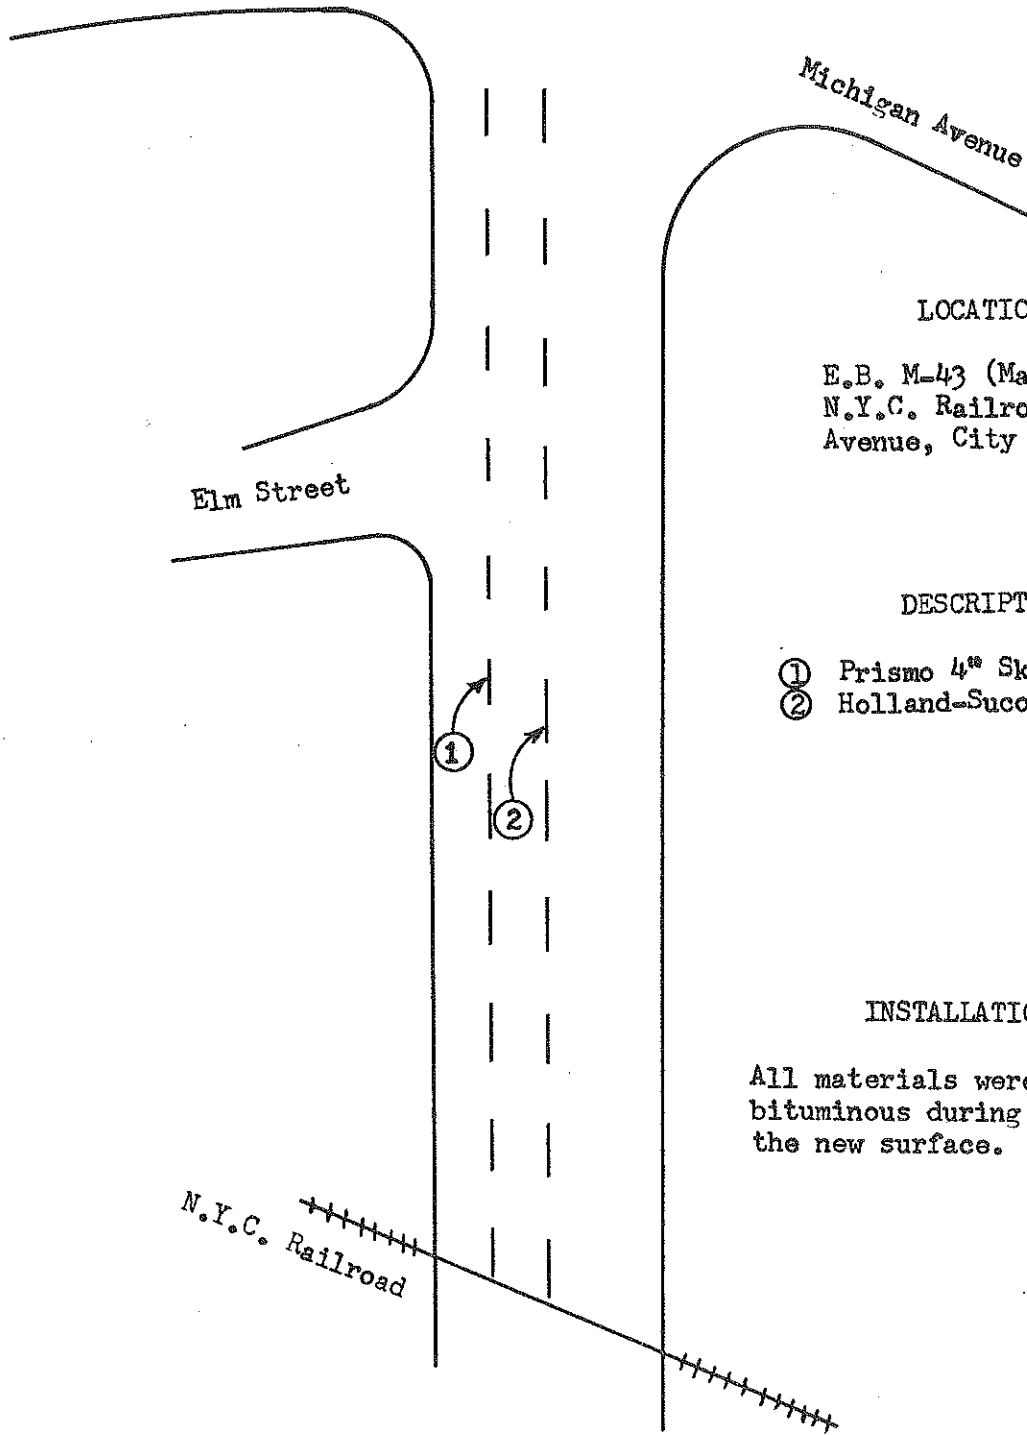 Michigan Avenue
LOCATIO
E.B. M-43 (Ma
N.Y.C. Railro
Avenue, City
Elm Street
DESCRIPT
① Prismo 4" Sk
② Holland-Suco
1
2
INSTALLATIO
All materials were
bituminous during
the new surface.
N.Y.C. Railroad